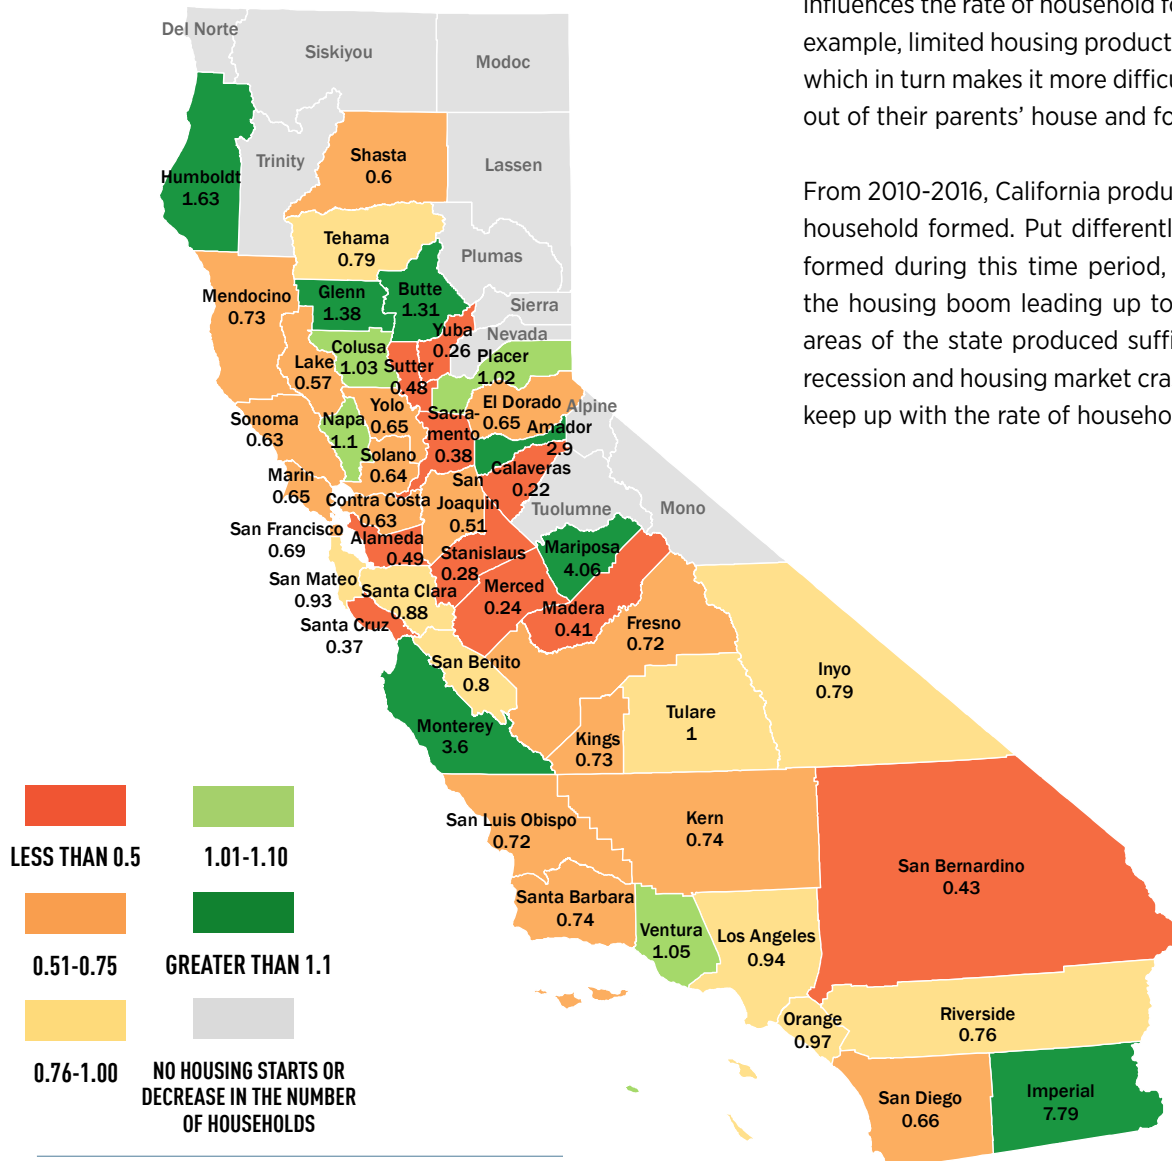 influences the rate of household fo
example, limited housing product
which in turn makes it more difficu
out of their parents' house and fo
From 2010-2016, California produ
household formed. Put differentl
formed during this time period,
the housing boom leading up to
areas of the state produced suffi
recession and housing market cra
keep up with the rate of househo
Del Norte
Siskiyou
Modoc
Humboldt
1.63
Trinity
Shasta
0.6
Lassen
Tehama
0.79
Plumas
Mendocino
0.73
Glenn
1.38
Butte
1.31
Sierra
Yuba
0.26
Nevada
Colusa
1.03
Lake
0.57
Sutter
0.48
Placer
1.02
Sonoma
0.63
Napa
1.1
Yolo
0.65
Sacra-
mento
0.38
El Dorado
0.65
Alpine
Amador
2.9
Solano
0.64
Marin
0.65
Contra Costa
0.63
San
Joaquin
0.51
Calaveras
0.22
Tuolumne
Mono
San Francisco
0.69
Alameda
0.49
Stanislaus
0.28
Mariposa
4.06
San Mateo
0.93
Santa Clara
0.88
Merced
0.24
Madera
0.41
Santa Cruz
0.37
Fresno
0.72
San Benito
0.8
Inyo
0.79
Monterey
3.6
Kings
0.73
Tulare
1
San Luis Obispo
0.72
Kern
0.74
San Bernardino
0.43
Santa Barbara
0.74
Ventura
1.05
Los Angeles
0.94
Orange
0.97
Riverside
0.76
San Diego
0.66
Imperial
7.79
LESS THAN 0.5
1.01-1.10
0.51-0.75
GREATER THAN 1.1
0.76-1.00
NO HOUSING STARTS OR
DECREASE IN THE NUMBER
OF HOUSEHOLDS